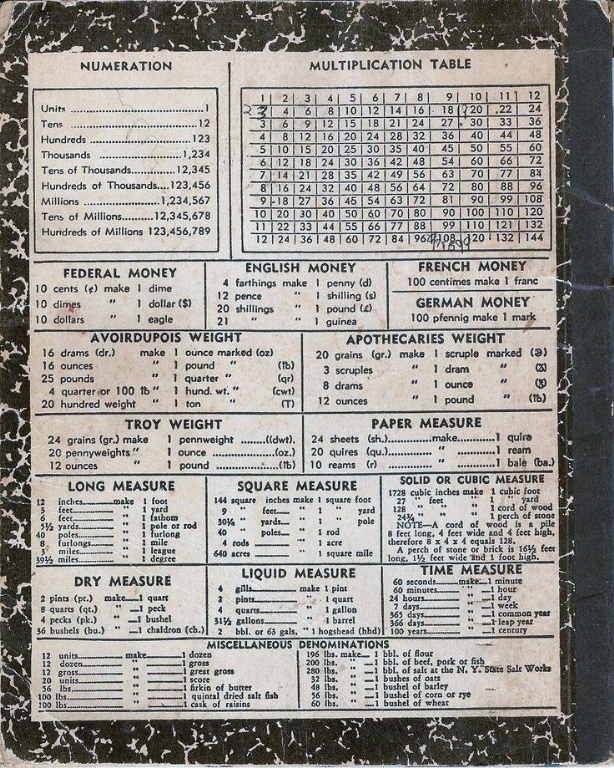 NUMERATION
Units 1
Tens 12
Hundreds 123
Thousands 1,234
Tens of Thousands 12,345
Hundreds of Thousands 123,456
Millions 1,234,567
Tens of Millions 12,345,678
Hundreds of Millions 123,456,789
MULTIPLICATION TABLE
1 2 3 4 5 6 7 8 9 10 11 12
2 4 6 8 10 12 14 16 18 20 22 24
3 6 9 12 15 18 21 24 27 30 33 36
4 8 12 16 20 24 28 32 36 40 44 48
5 10 15 20 25 30 35 40 45 50 55 60
6 12 18 24 30 36 42 48 54 60 66 72
7 14 21 28 35 42 49 56 63 70 77 84
8 16 24 32 40 48 56 64 72 80 88 96
9 18 27 36 45 54 63 72 81 90 99 108
10 20 30 40 50 60 70 80 90 100 110 120
11 22 33 44 55 66 77 88 99 110 121 132
12 24 36 48 60 72 84 96 108 120 132 144
FEDERAL MONEY
10 cents (¢) make 1 dime
10 dimes " 1 dollar ($)
10 dollars " 1 eagle
ENGLISH MONEY
4 farthings make 1 penny (d)
12 pence " 1 shilling (s)
20 shillings " 1 pound (£)
21 " " 1 guinea
FRENCH MONEY
100 centimes make 1 franc
GERMAN MONEY
100 pfennig make 1 mark
AVOIRDUPOIS WEIGHT
16 drams (dr.) make 1 ounce marked (oz)
16 ounces " 1 pound " (lb)
25 pounds " 1 quarter " (qr)
4 quarter or 100 lb " 1 hund. wt. " (cwt)
20 hundred weight " 1 ton " (T)
APOTHECARIES WEIGHT
20 grains (gr.) make 1 scruple marked (℈)
3 scruples " 1 dram " (ʒ)
8 drams " 1 ounce "
12 ounces " 1 pound " (lb)
TROY WEIGHT
24 grains (gr.) make 1 pennweight ((dwt).
20 pennyweights " 1 ounce (oz.)
12 ounces " 1 pound (lb)
PAPER MEASURE
24 sheets (sh.) make 1 quire
20 quires (qu.) " 1 ream
10 reams (r) " 1 bale (ba.)
LONG MEASURE
12 inches make 1 foot
3 feet " 1 yard
6 feet " 1 fathom
5½ yards " 1 pole or rod
40 poles " 1 furlong
8 furlongs " 1 mile
3 miles " 1 league
69½ miles " 1 degree
SQUARE MEASURE
144 square inches make 1 square foot
9 " feet " 1 " yard
30¼ " yards " 1 " pole
40 " poles " 1 rod
4 rods " 1 acre
640 acres " 1 square mile
SOLID OR CUBIC MEASURE
1728 cubic inches make 1 cubic foot
27 " feet " 1 " yard
128 " " " 1 cord of wood
24¾ " " " 1 perch of stone
NOTE—A cord of wood is a pile
8 feet long, 4 feet wide and 4 feet high,
therefore 8 x 4 x 4 equals 128.
A perch of stone or brick is 16½ feet
long, 1½ feet wide and 1 foot high.
DRY MEASURE
2 pints (pt.) make 1 quart
8 quarts (qt.) " 1 peck
4 pecks (pk.) " 1 bushel
36 bushels (bu.) " 1 chaldron (ch.)
LIQUID MEASURE
4 gills make 1 pint
2 pints " 1 quart
4 quarts " 1 gallon
31½ gallons " 1 barrel
2 bbl. or 63 gals. " 1 hogshead (hhd)
TIME MEASURE
60 seconds make 1 minute
60 minutes " 1 hour
24 hours " 1 day
7 days " 1 week
365 days " 1 common year
366 days " 1 leap year
100 years " 1 century
MISCELLANEOUS DENOMINATIONS
12 units make 1 dozen
12 dozen " 1 gross
12 gross " 1 great gross
20 units " 1 score
56 lbs " 1 firkin of butter
100 lbs " 1 quintal dried salt fish
100 lbs " 1 cask of raisins
196 lbs. make 1 bbl. of flour
200 lbs. " 1 bbl. of beef, pork or fish
280 lbs. " 1 bbl. of salt at the N. Y. State Salt Works
32 lbs. " 1 bushes of oats
48 lbs. " 1 bushel of barley
56 lbs. " 1 bushel of corn or rye
60 lbs. " 1 bushel of wheat